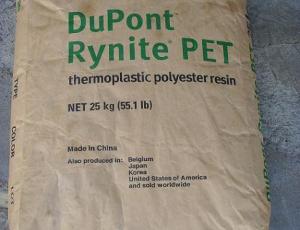 DuPont
Rynite® PET
thermoplastic polyester resin
NET 25 kg (55.1 lb)
Made in China
Also produced in: Belgium
Japan
Korea
United States of America
and sold worldwide
TYPE
COLOR
LOT